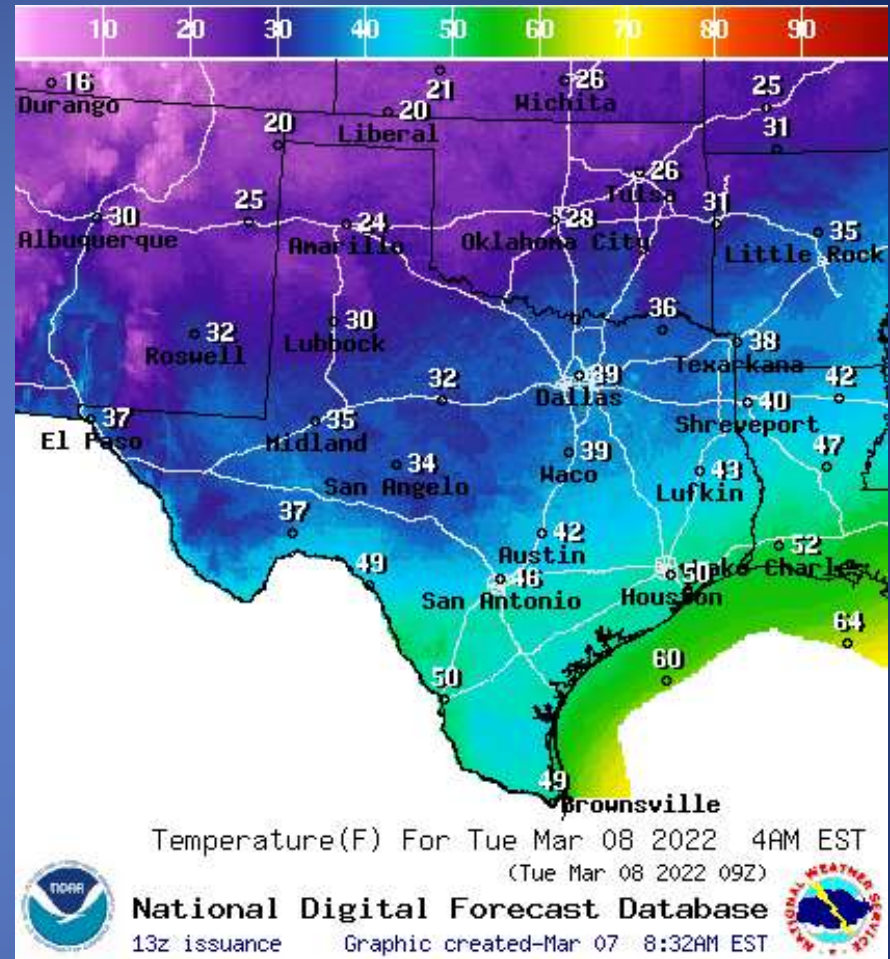 10 20 30 40 50 60 70 80 90
16
Durango
21
26
Wichita
25
20
Liberal
20
31
26
Tulsa
30
Albuquerque
25
24
Amarillo
28
Oklahoma City
31
35
Little Rock
32
Roswell
30
Lubbock
36
38
Texarkana
39
Dallas
32
40
Shreveport
42
37
El Paso
35
Midland
34
San Angelo
39
Waco
43
Lufkin
47
37
42
Austin
52
Lake Charles
49
46
San Antonio
50
Houston
64
60
50
49
Brownsville
Temperature(F) For Tue Mar 08 2022 4AM EST
(Tue Mar 08 2022 09Z)
NOAA
National Digital Forecast Database
13z issuance Graphic created-Mar 07 8:32AM EST
NATIONAL WEATHER SERVICE